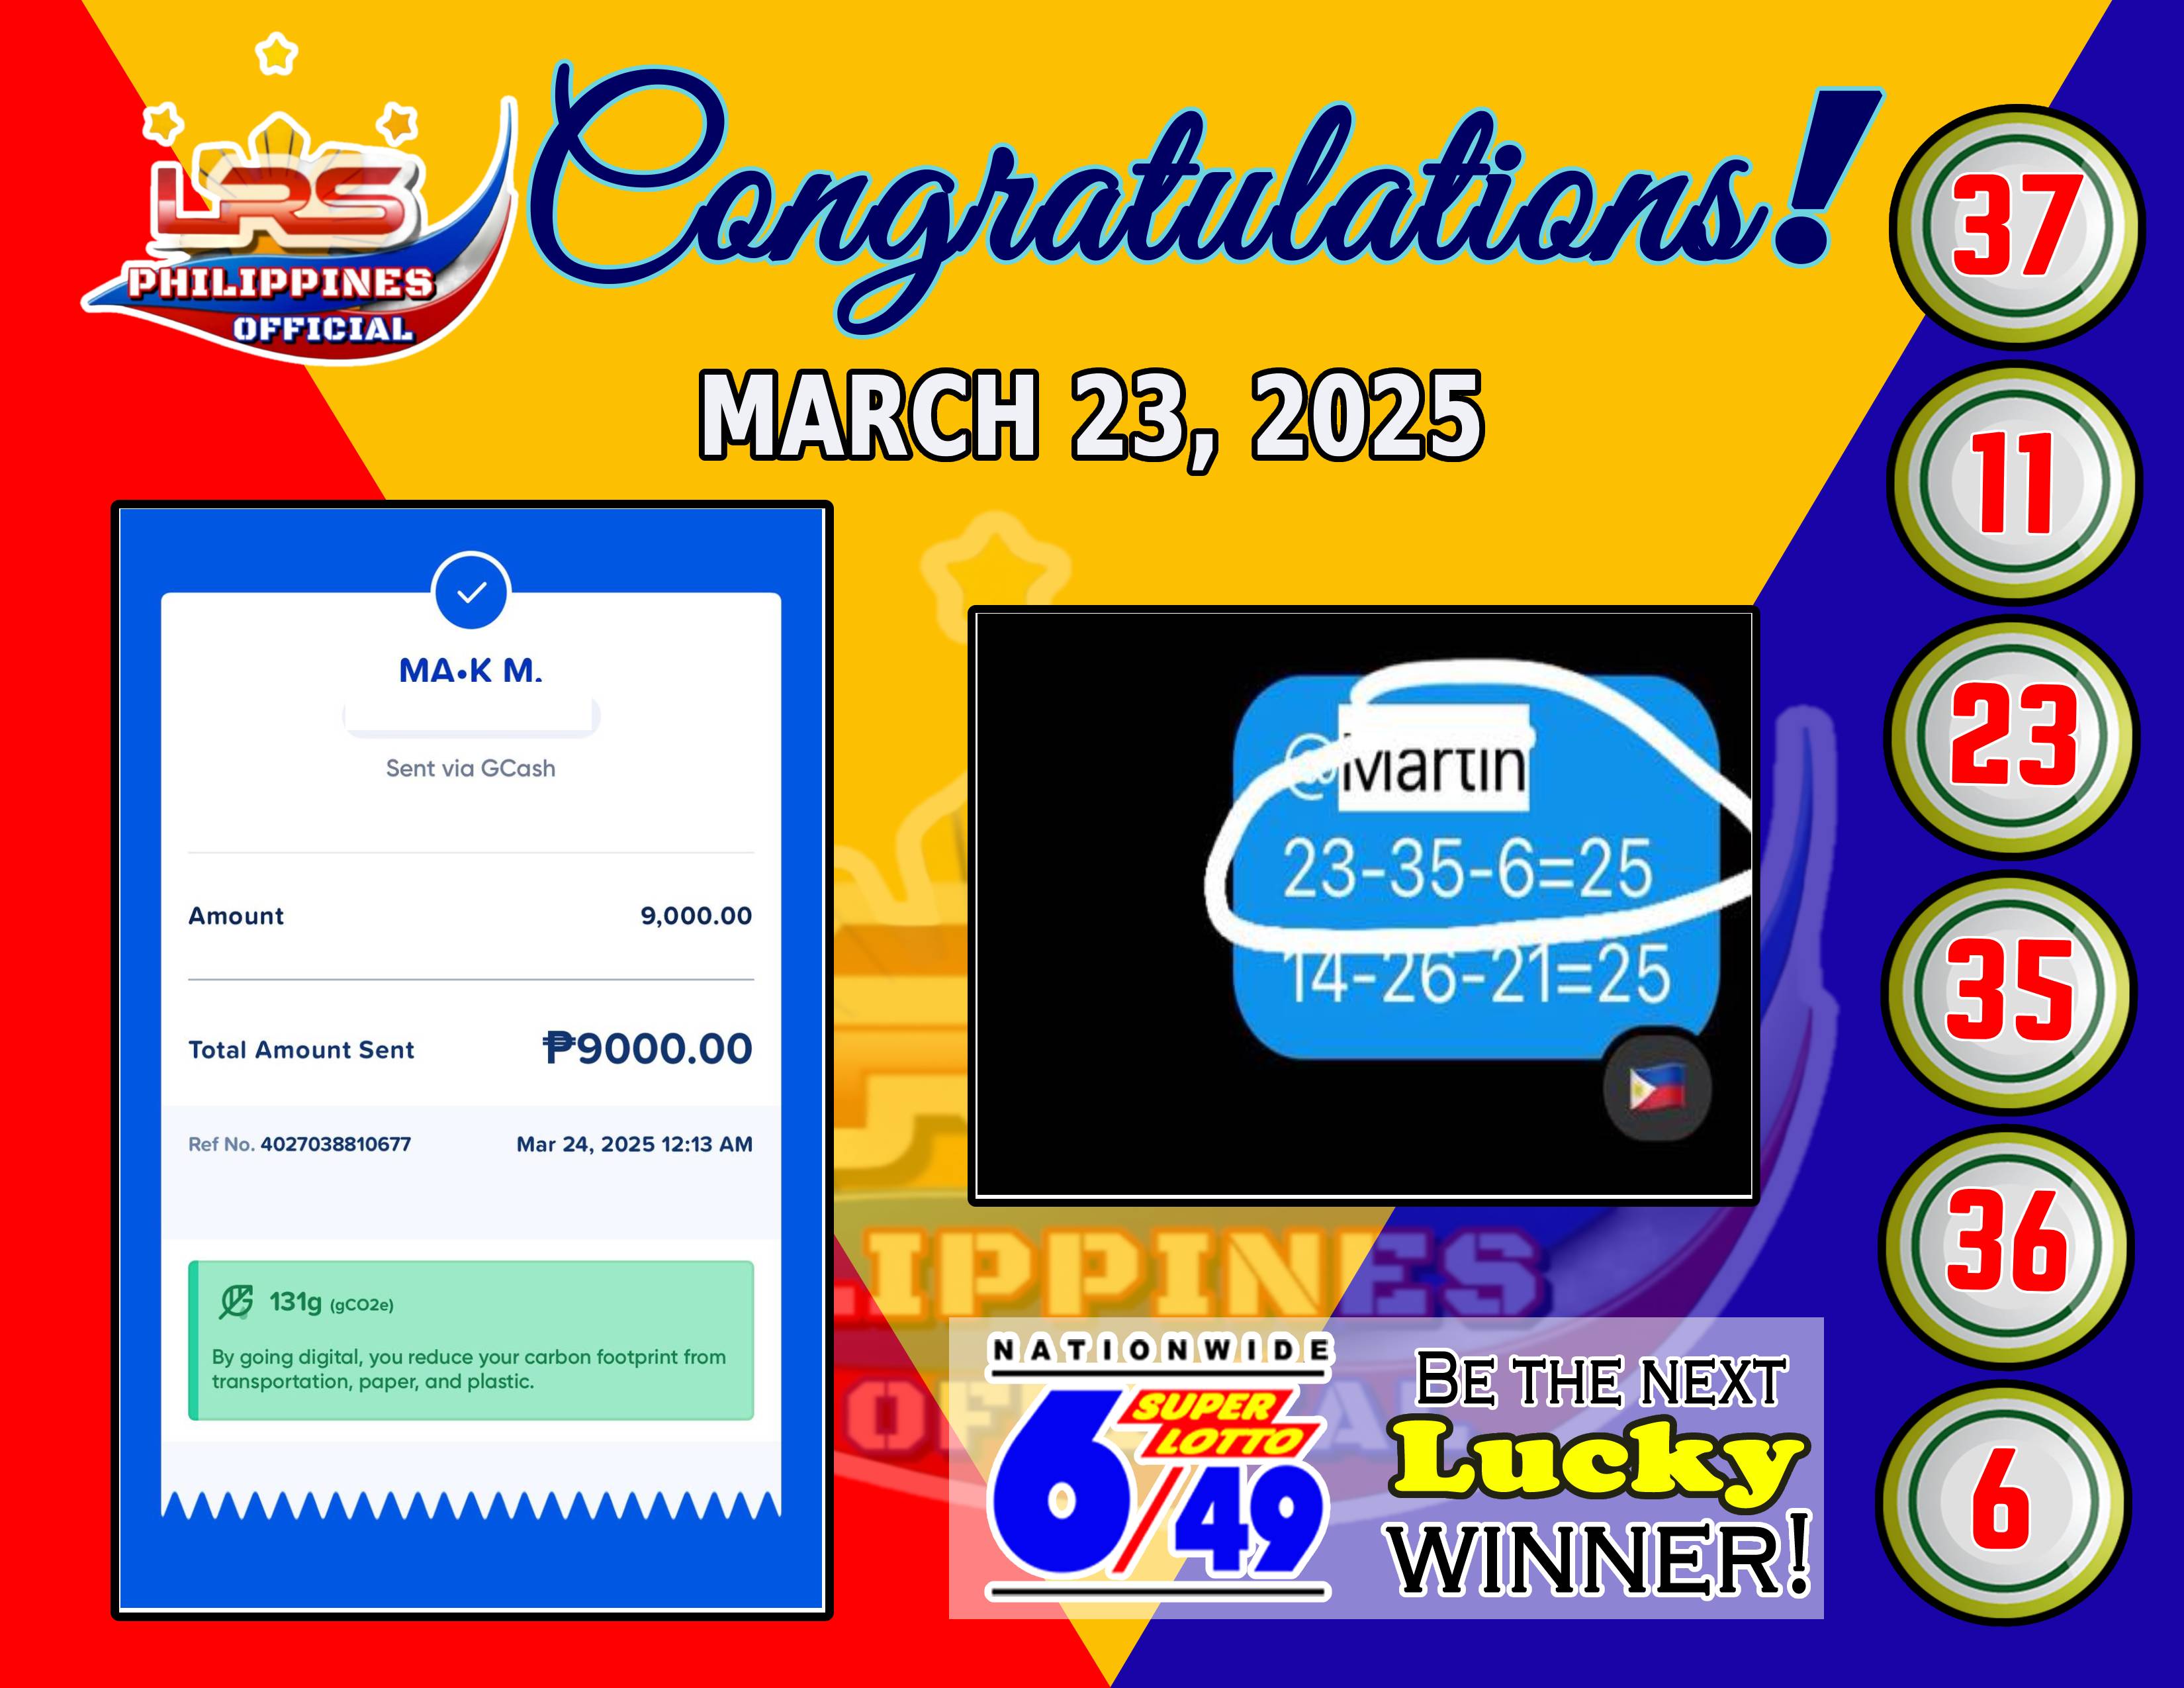 LRS
PHILIPPINES
OFFICIAL
Congratulations!
MARCH 23, 2025
MA•K M.
Sent via GCash
Amount 9,000.00
Total Amount Sent ₱9000.00
Ref No. 4027038810677 Mar 24, 2025 12:13 AM
131g (gCO2e)
By going digital, you reduce your carbon footprint from
transportation, paper, and plastic.
@Martin
23-35-6=25
14-26-21=25
IPPINES
NATIONWIDE
SUPER
LOTTO
6/49
BE THE NEXT
Lucky
WINNER!
37
11
23
35
36
6